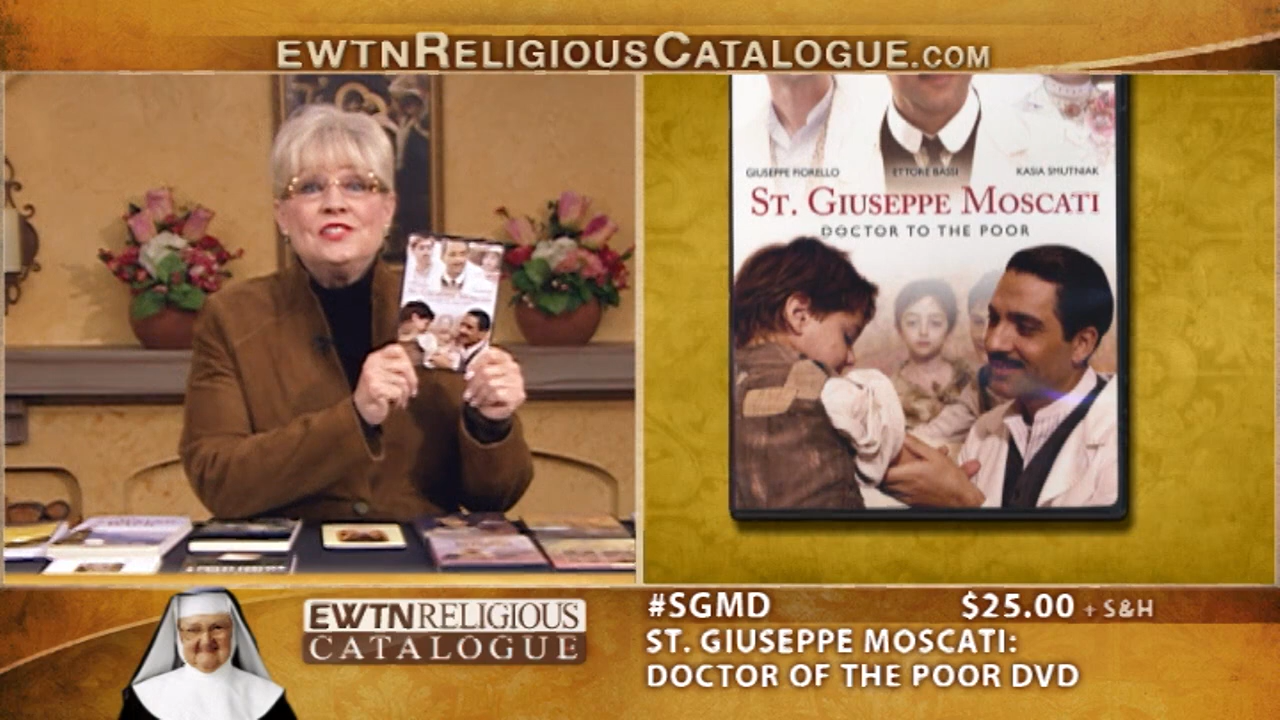 EWTNRELIGIOUSCATALOGUE.COM
GIUSEPPE FIORELLO ETTORE BASSI KASIA SMUTNIAK
ST. GIUSEPPE MOSCATI
DOCTOR TO THE POOR
EWTNRELIGIOUS
CATALOGUE
#SGMD $25.00 + S&H
ST. GIUSEPPE MOSCATI:
DOCTOR OF THE POOR DVD